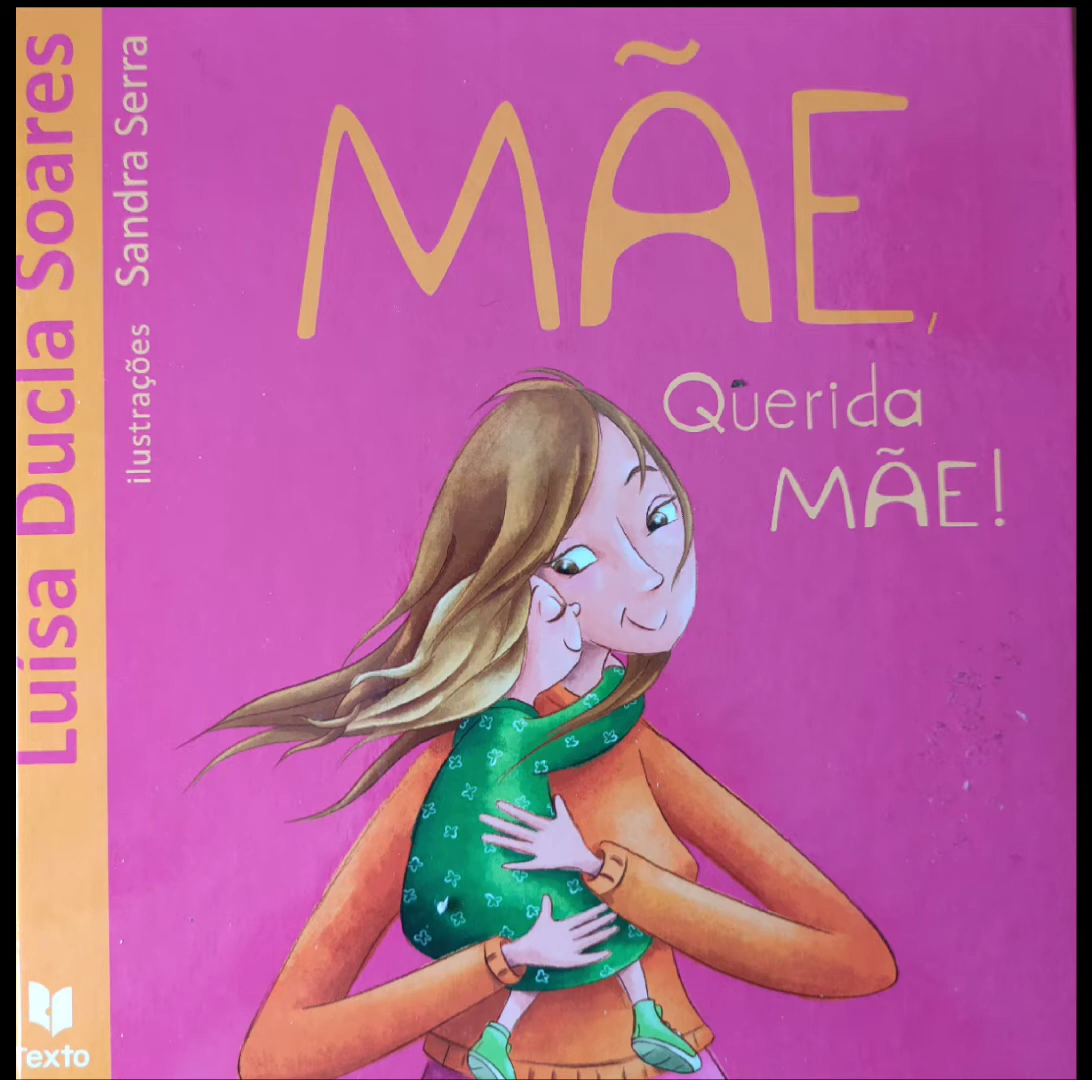 MÃE,
Querida
MÃE!
Luísa Ducla Soares
ilustrações Sandra Serra
Texto